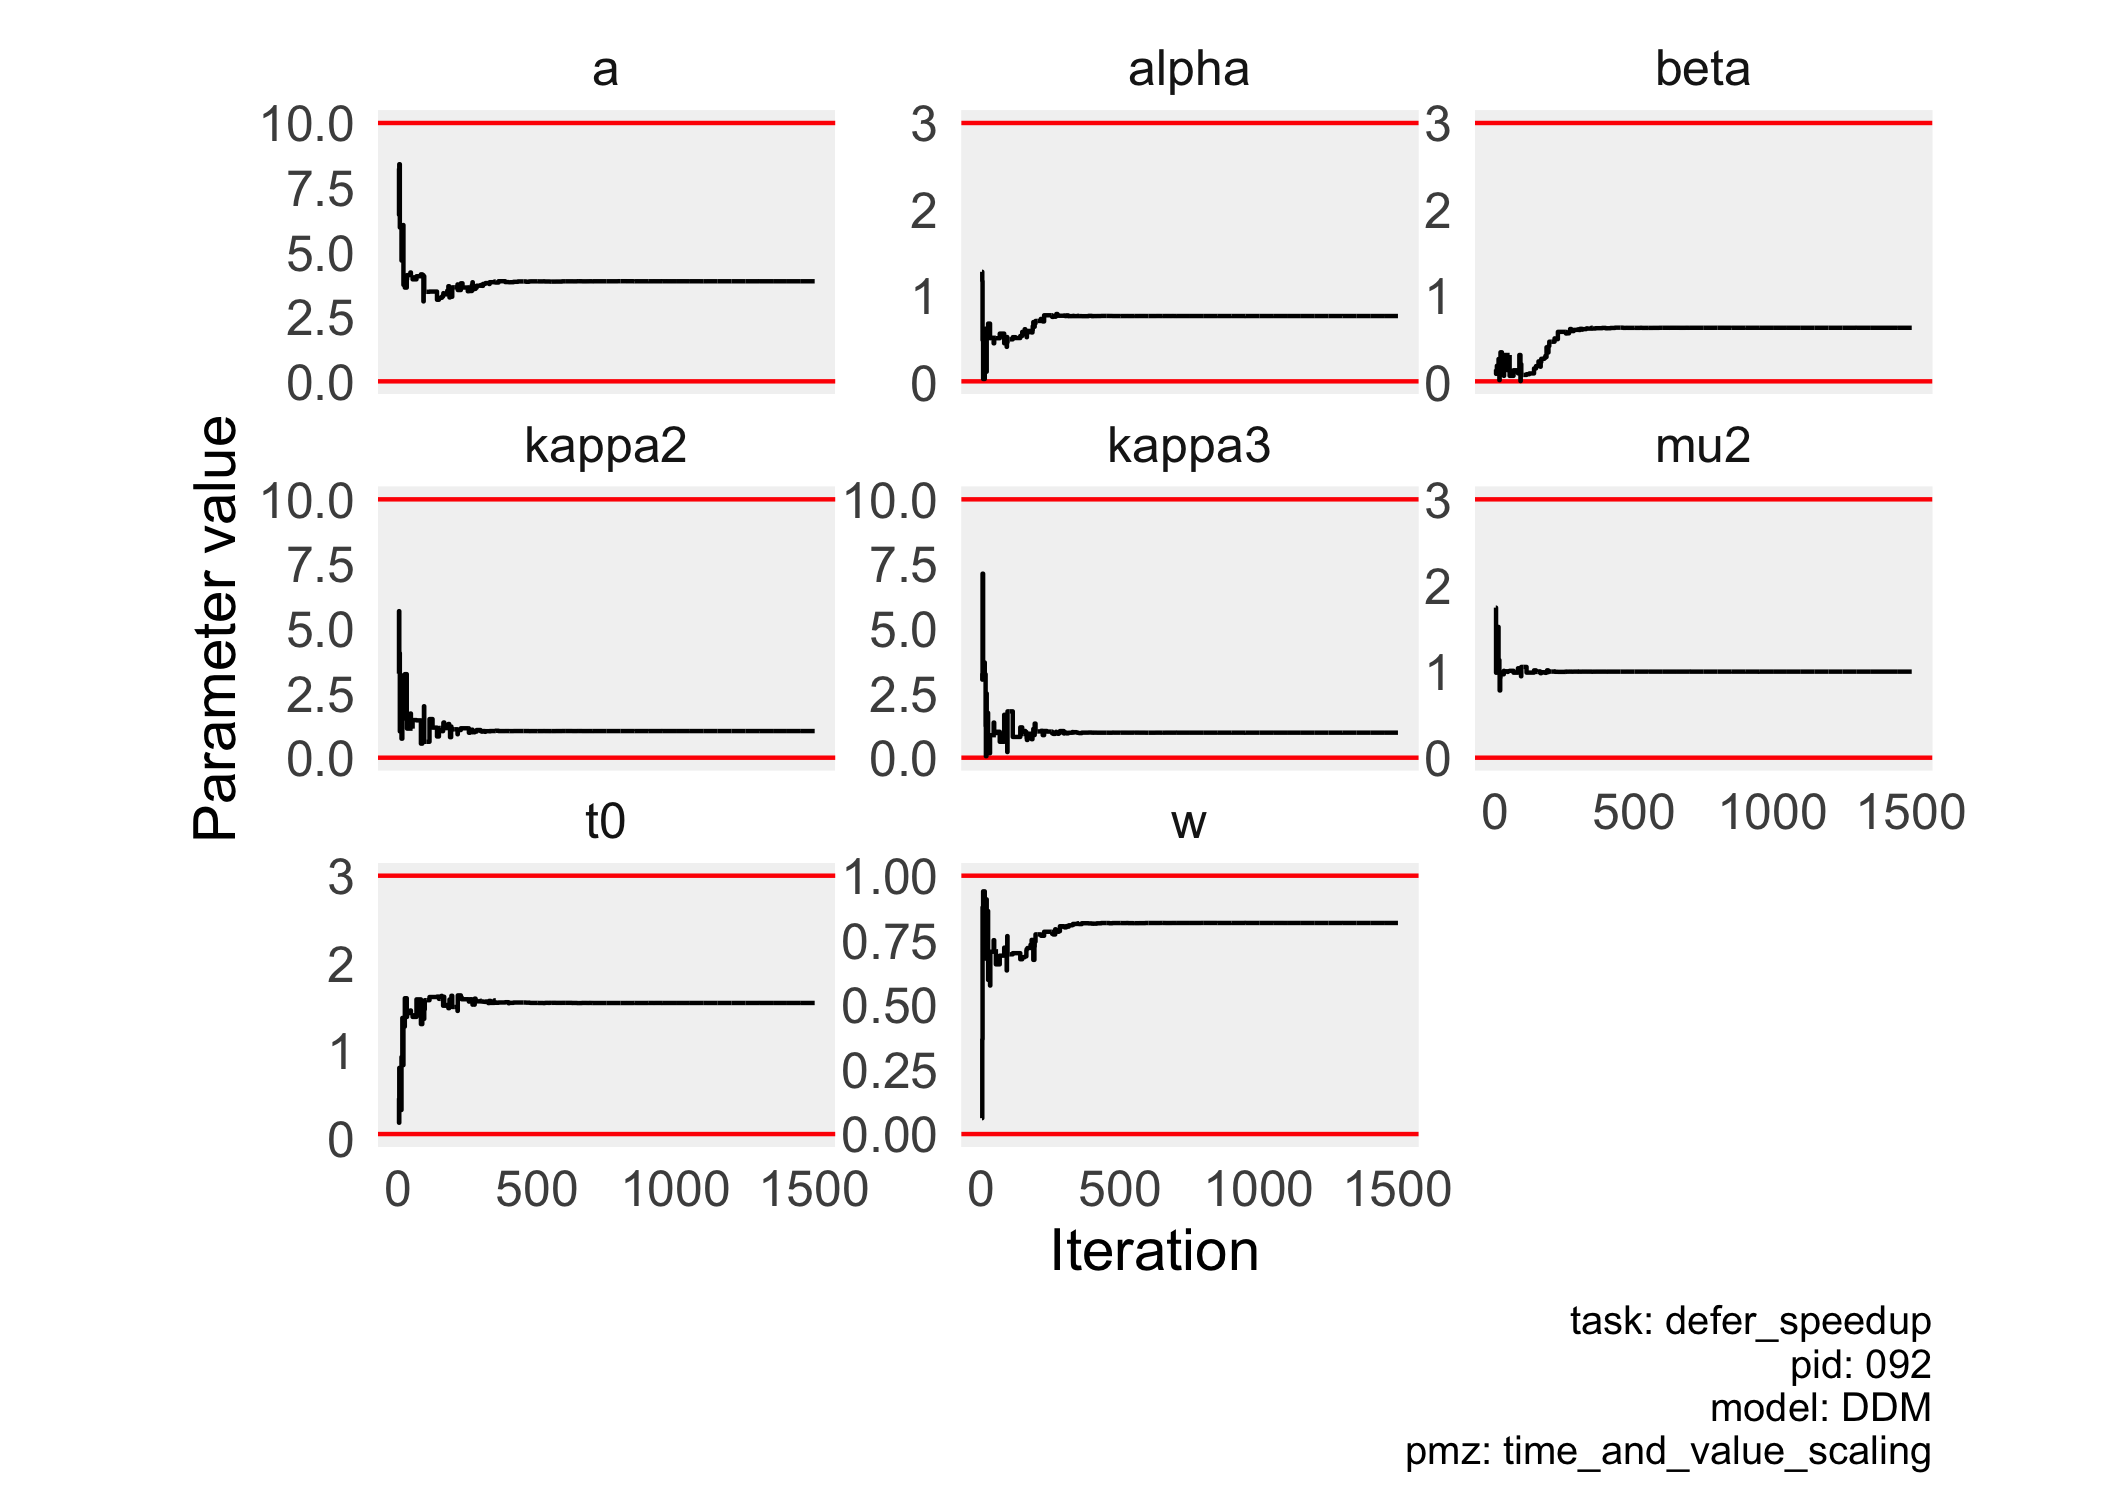 a
alpha
beta
10.0
7.5
5.0
2.5
0.0
3
2
1
0
3
2
1
0
kappa2
kappa3
mu2
10.0
7.5
5.0
2.5
0.0
10.0
7.5
5.0
2.5
0.0
3
2
1
0
0 500 1000 1500
t0
w
3
2
1
0
1.00
0.75
0.50
0.25
0.00
0 500 1000 1500
0 500 1000 1500
Parameter value
Iteration
task: defer_speedup
pid: 092
model: DDM
pmz: time_and_value_scaling